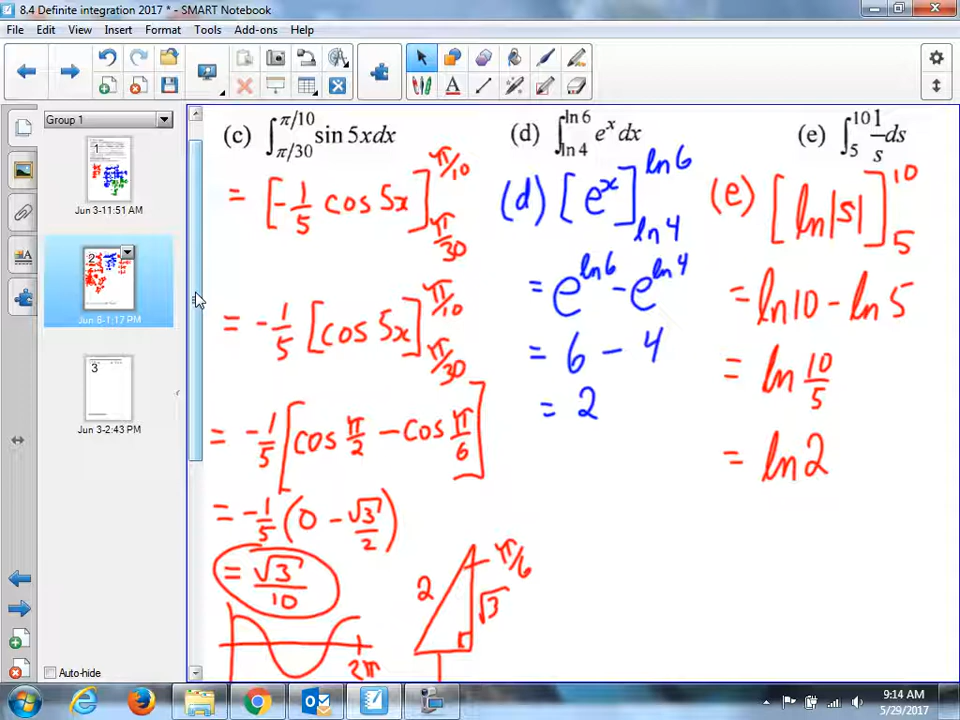 8.4 Definite integration 2017 * - SMART Notebook
File Edit View Insert Format Tools Add-ons Help
Group 1
1
Jun 3-11:51 AM
2
Jun 6-1:17 PM
3
Jun 3-2:43 PM
Auto-hide
(c) ∫_{π/30}^{π/10} sin 5x dx
= [-1/5 cos 5x]_{π/30}^{π/10}
= -1/5 [cos 5x]_{π/30}^{π/10}
= -1/5 [cos π/2 - cos π/6]
= -1/5 (0 - √3/2)
= √3/10
2π
2
π/6
√3
1
(d) ∫_{ln 4}^{ln 6} e^x dx
(d) [e^x]_{ln 4}^{ln 6}
= e^{ln 6} - e^{ln 4}
= 6 - 4
= 2
(e) ∫_5^{10} 1/s ds
(e) [ln|s|]_5^{10}
= ln 10 - ln 5
= ln 10/5
= ln 2
9:14 AM
5/29/2017